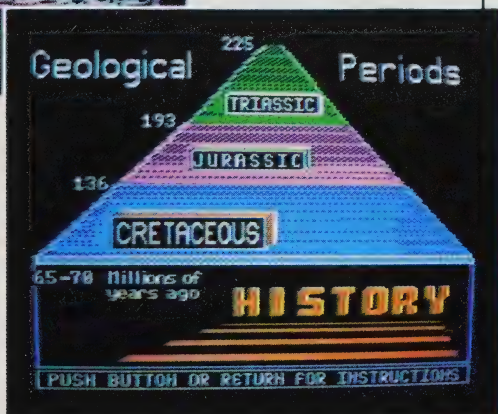 225
Geological Periods
TRIASSIC
193
JURASSIC
136
CRETACEOUS
65-70 Millions of
years ago
HISTORY
PUSH BUTTON OR RETURN FOR INSTRUCTIONS